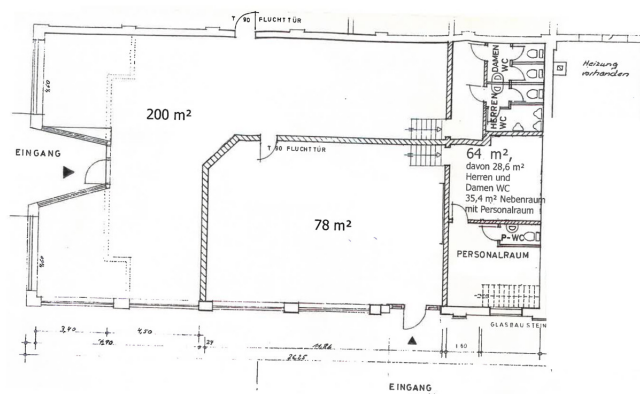 T 90 FLUCHTTÜR
Heizung
vorhanden
DAMEN
WC
HERREN
WC
200 m²
EINGANG
T 90 FLUCHTTÜR
64 m²,
davon 28,6 m²
Herren und
Damen WC
35,4 m² Nebenraum
mit Personalraum
78 m²
P-WC
PERSONALRAUM
GLASBAUSTEIN
3,40
4,50
EINGANG